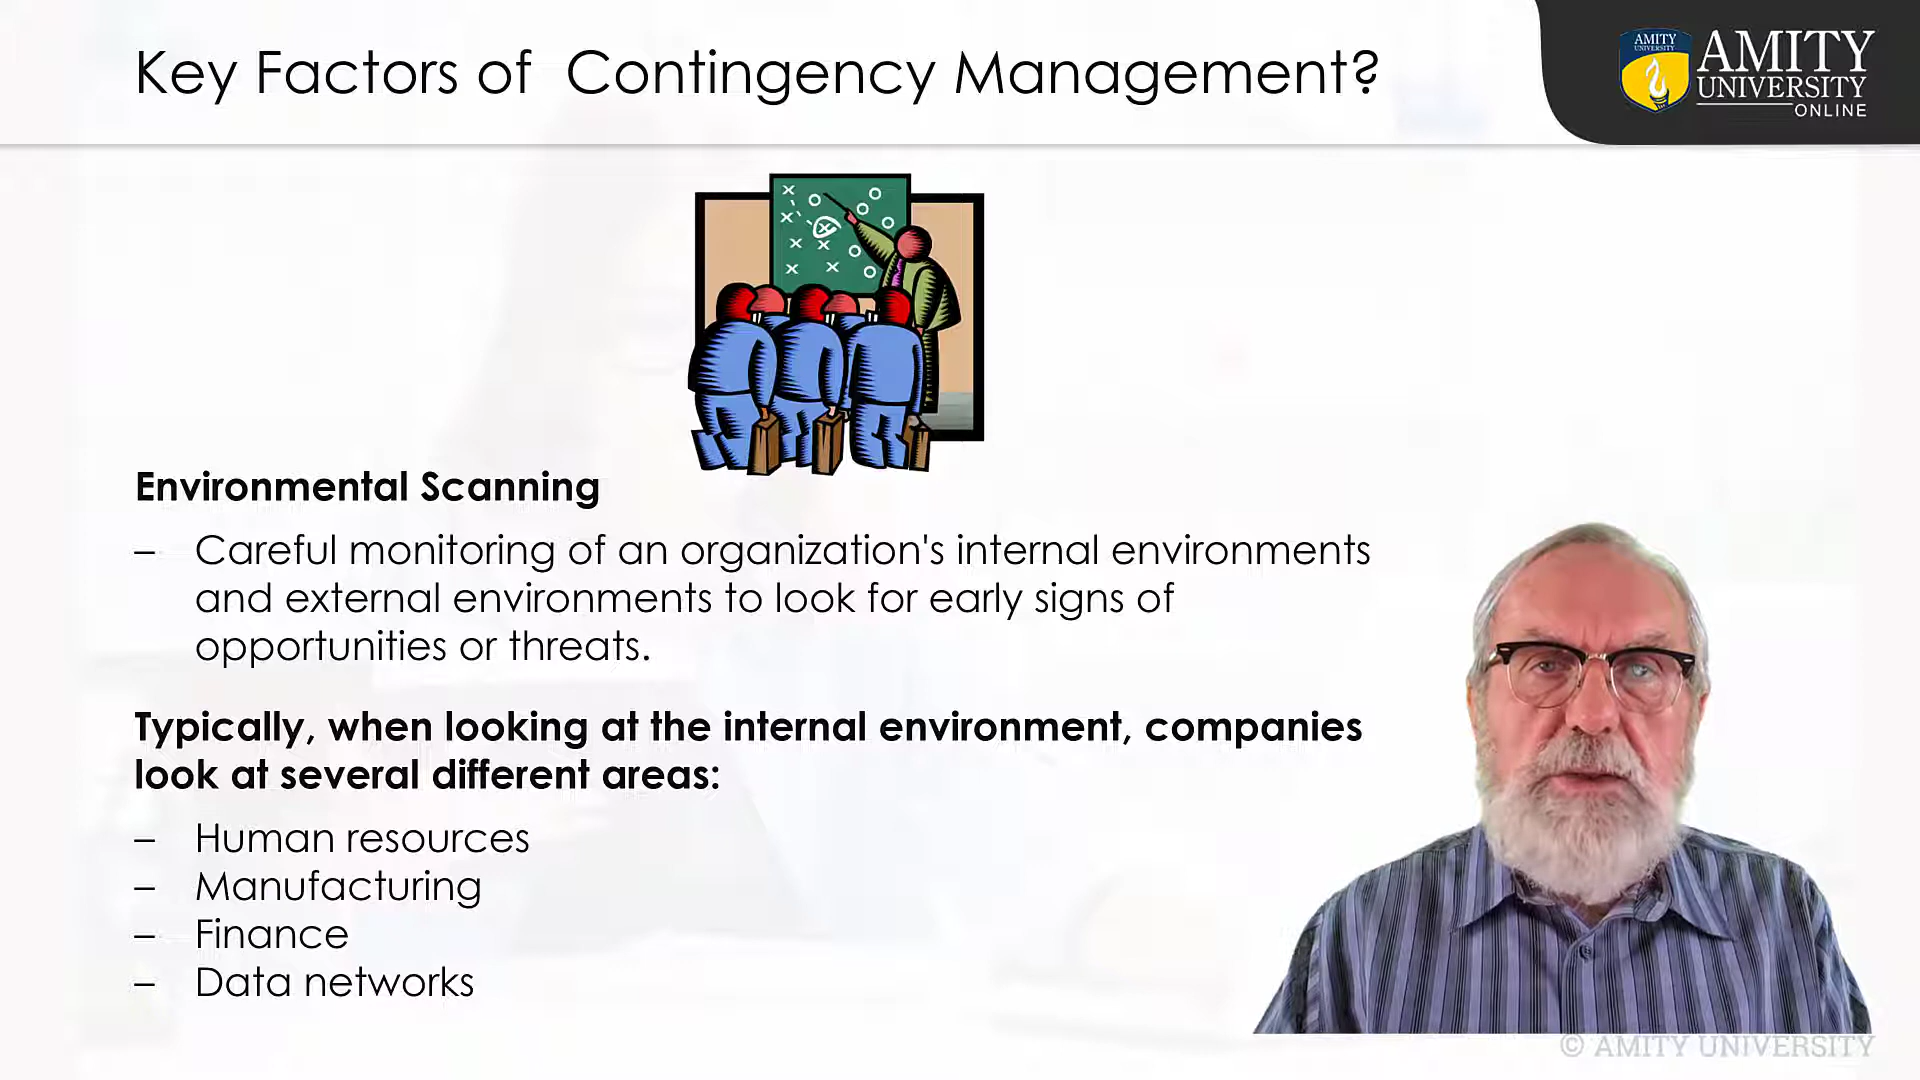 Key Factors of Contingency Management?
AMITY
UNIVERSITY
AMITY
UNIVERSITY
ONLINE
Environmental Scanning
– Careful monitoring of an organization's internal environments
and external environments to look for early signs of
opportunities or threats.
Typically, when looking at the internal environment, companies
look at several different areas:
– Human resources
– Manufacturing
– Finance
– Data networks
© AMITY UNIVERSITY